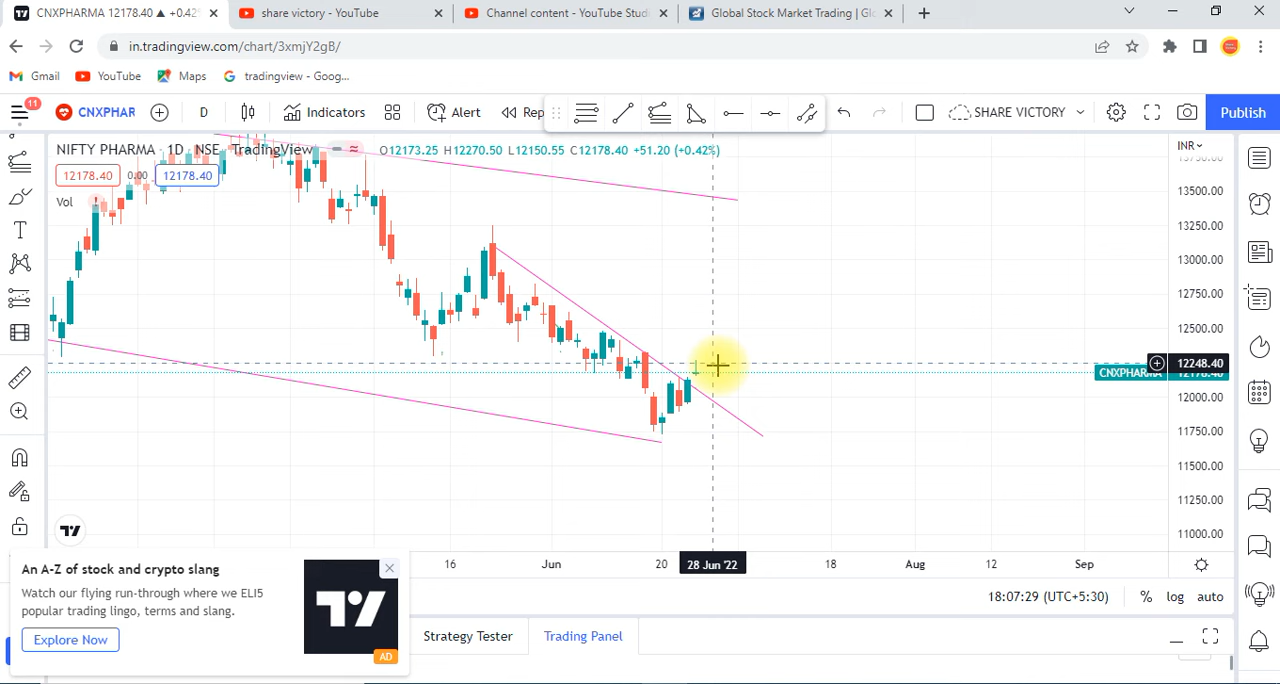 CNXPHARMA 12178.40 ▲ +0.42%
share victory - YouTube
Channel content - YouTube Studi
Global Stock Market Trading | Gl
in.tradingview.com/chart/3xmjY2gB/
Gmail
YouTube
Maps
tradingview - Goog...
11
CNXPHAR
D
Indicators
Alert
Rep
SHARE VICTORY
Publish
NIFTY PHARMA · 1D · NSE TradingView
O12173.25 H12270.50 L12150.55 C12178.40 +51.20 (+0.42%)
INR
12178.40
0.00
12178.40
Vol
13750.00
13500.00
13250.00
13000.00
12750.00
12500.00
12248.40
CNXPHARMA
12178.40
12000.00
11750.00
11500.00
11250.00
11000.00
16
Jun
20
28 Jun '22
18
Aug
12
Sep
An A-Z of stock and crypto slang
Watch our flying run-through where we ELI5
popular trading lingo, terms and slang.
Explore Now
AD
18:07:29 (UTC+5:30)
%
log
auto
Strategy Tester
Trading Panel